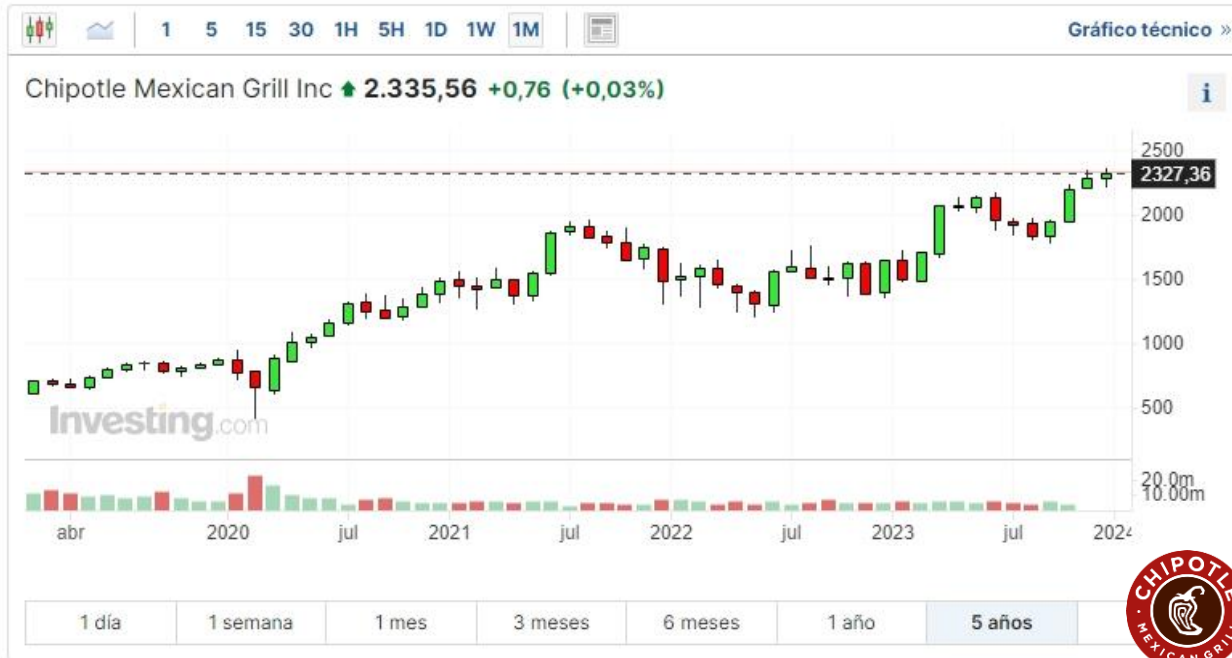 1 5 15 30 1H 5H 1D 1W 1M Gráfico técnico »
Chipotle Mexican Grill Inc 2.335,56 +0,76 (+0,03%)
i
2500
2327,36
2000
1500
1000
500
Investing.com
20.0m
10.00m
abr 2020 jul 2021 jul 2022 jul 2023 jul 2024
1 día 1 semana 1 mes 3 meses 6 meses 1 año 5 años
CHIPOTLE
MEXICAN GRILL